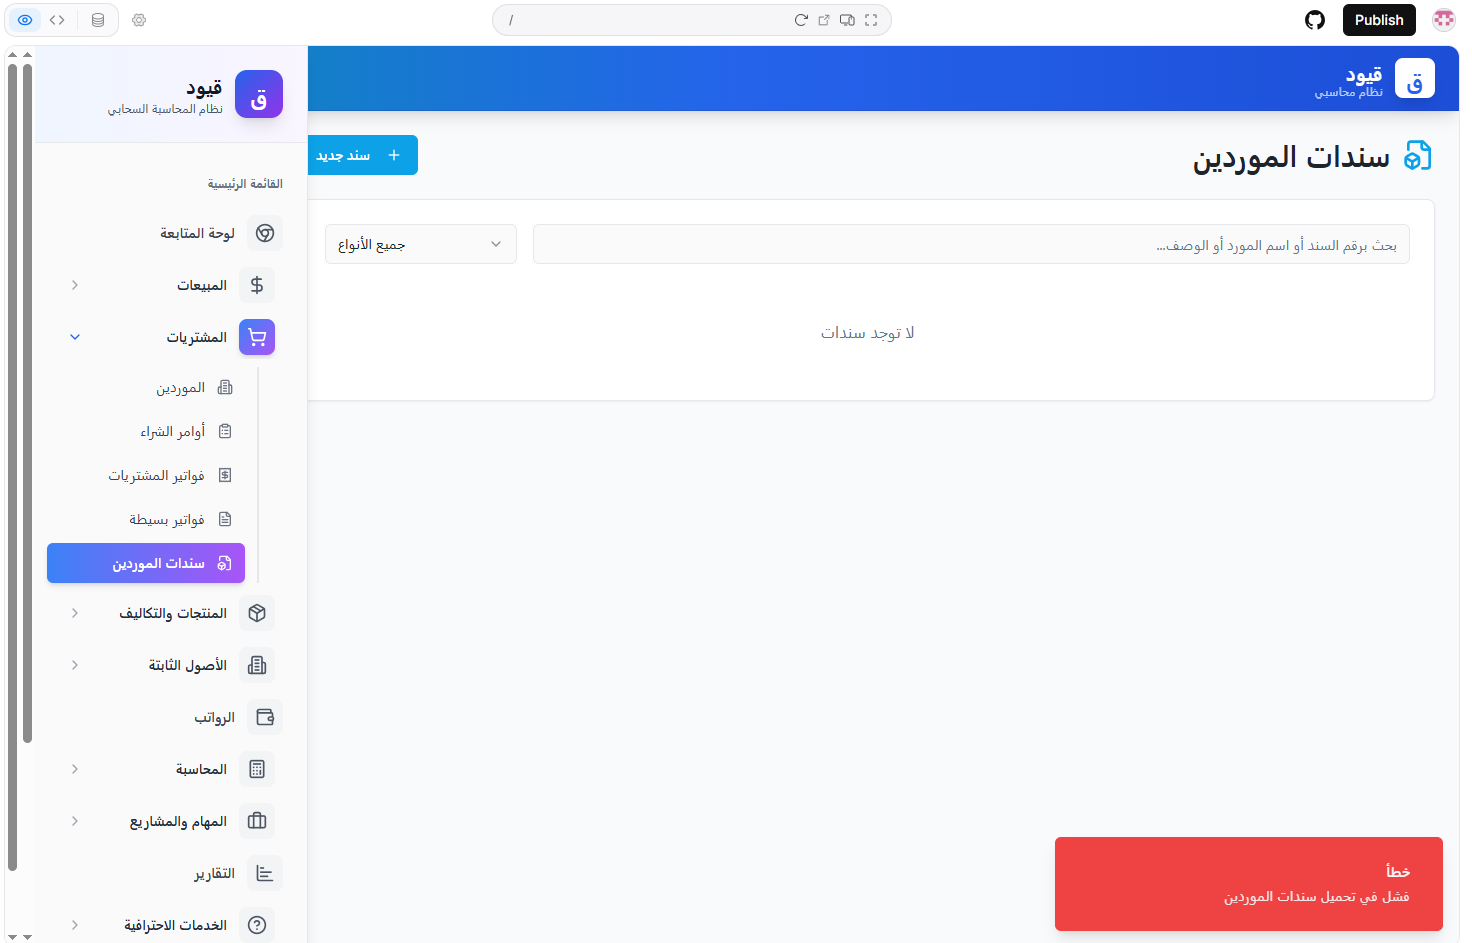 /
Publish
ق
قيود
نظام محاسبي
ق
قيود
نظام المحاسبة السحابي
سندات الموردين
سند جديد
بحث برقم السند أو اسم المورد أو الوصف...
جميع الأنواع
لا توجد سندات
القائمة الرئيسية
لوحة المتابعة
المبيعات
المشتريات
الموردين
أوامر الشراء
فواتير المشتريات
فواتير بسيطة
سندات الموردين
المنتجات والتكاليف
الأصول الثابتة
الرواتب
المحاسبة
المهام والمشاريع
التقارير
الخدمات الاحترافية
خطأ
فشل في تحميل سندات الموردين